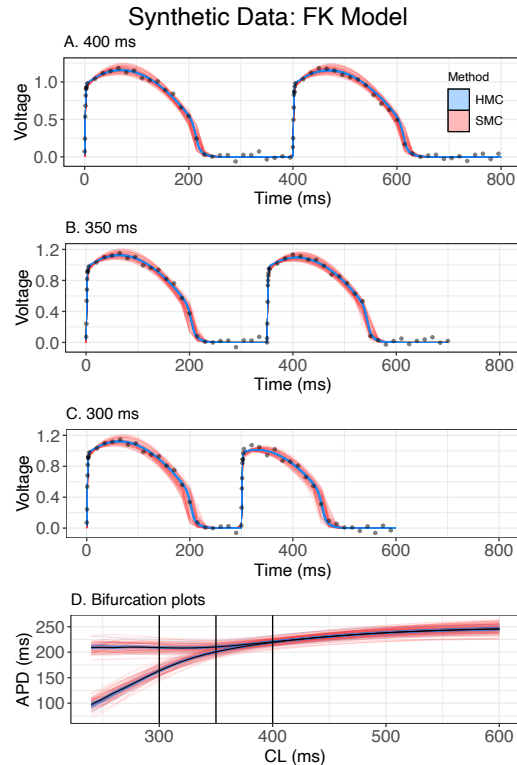 Synthetic Data: FK Model
A. 400 ms
Voltage
1.0
0.5
0.0
Method
HMC
SMC
0 200 400 600 800
Time (ms)
B. 350 ms
Voltage
1.2
0.8
0.4
0.0
0 200 400 600 800
Time (ms)
C. 300 ms
Voltage
1.2
0.8
0.4
0.0
0 200 400 600 800
Time (ms)
D. Bifurcation plots
APD (ms)
250
200
150
100
300 400 500 600
CL (ms)